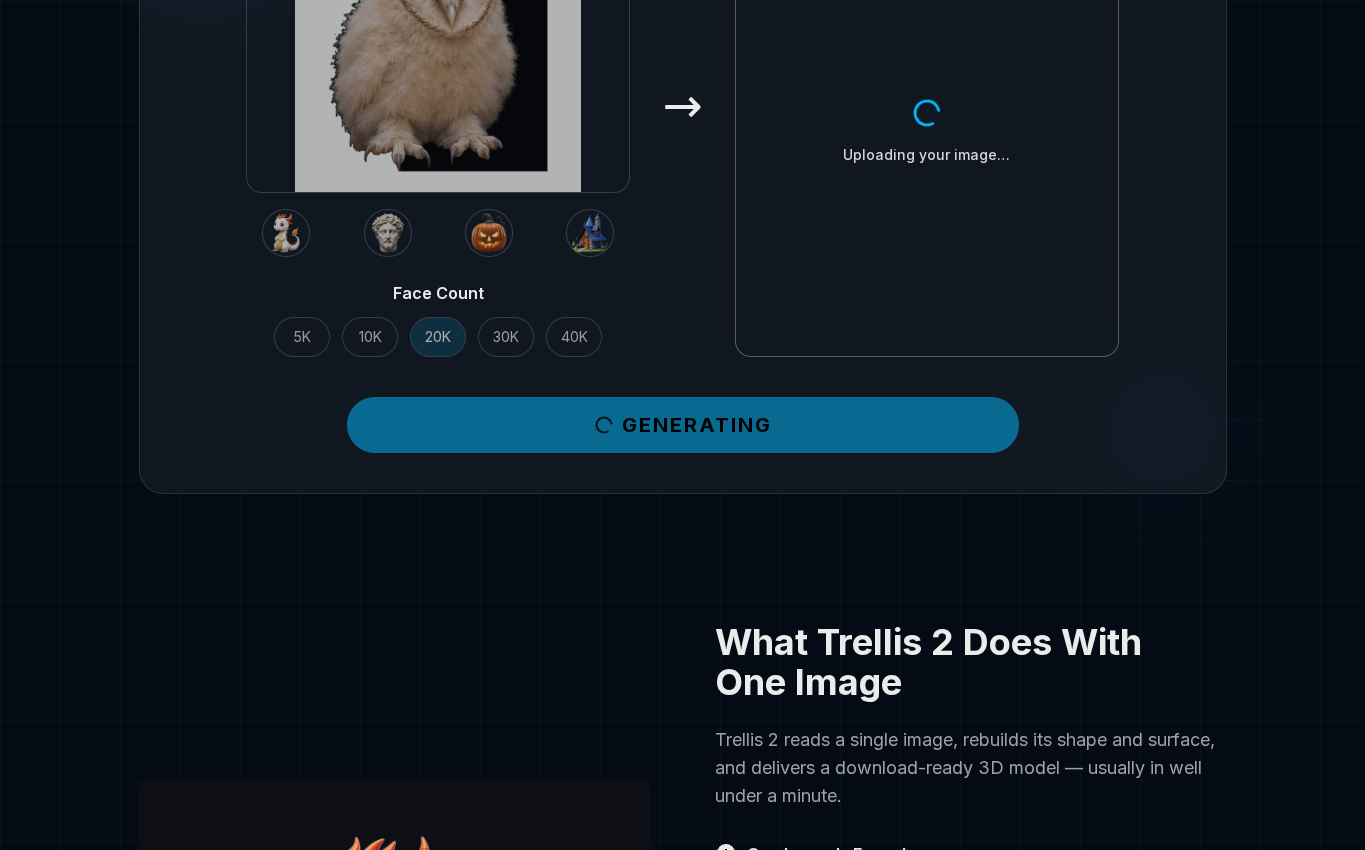 Uploading your image...
Face Count
5K
10K
20K
30K
40K
GENERATING
What Trellis 2 Does With
One Image
Trellis 2 reads a single image, rebuilds its shape and surface,
and delivers a download-ready 3D model — usually in well
under a minute.